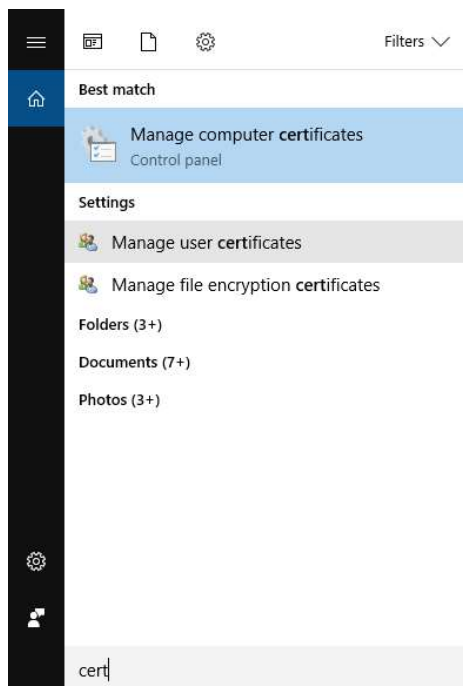 Filters
Best match
Manage computer certificates
Control panel
Settings
Manage user certificates
Manage file encryption certificates
Folders (3+)
Documents (7+)
Photos (3+)
cert